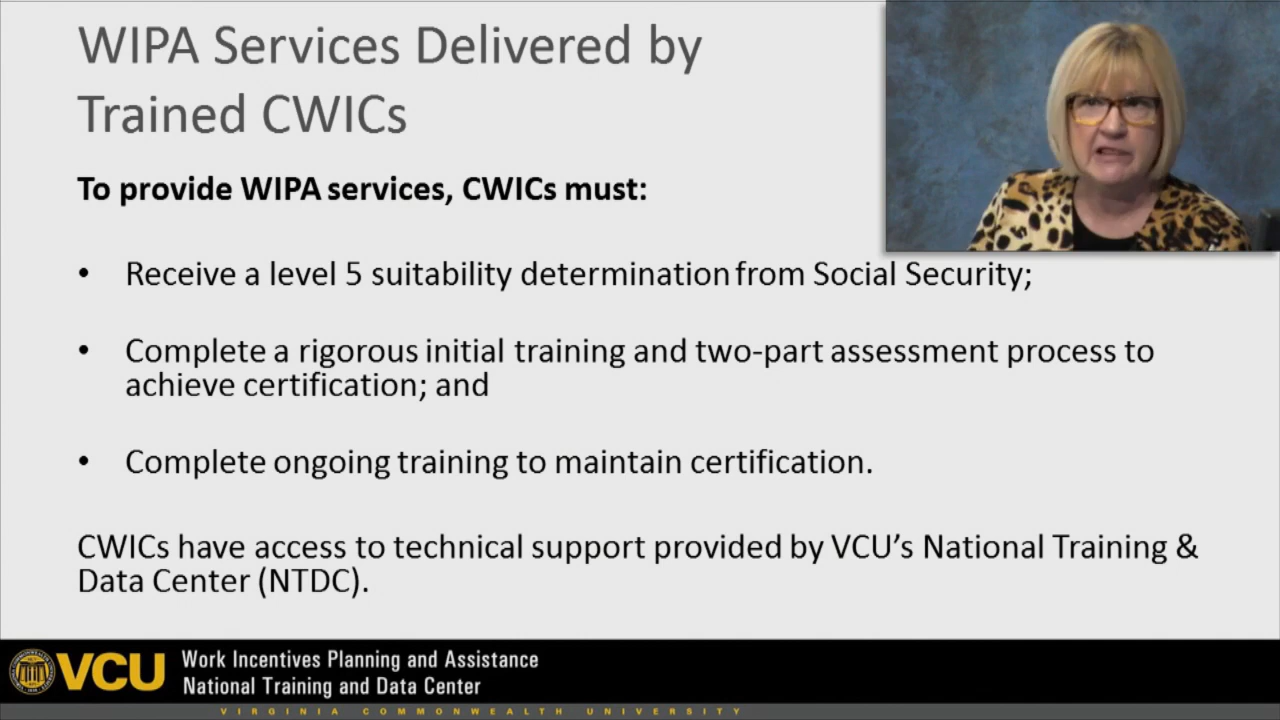 WIPA Services Delivered by
Trained CWICs
To provide WIPA services, CWICs must:
• Receive a level 5 suitability determination from Social Security;
• Complete a rigorous initial training and two-part assessment process to
achieve certification; and
• Complete ongoing training to maintain certification.
CWICs have access to technical support provided by VCU’s National Training &
Data Center (NTDC).
VCU
Work Incentives Planning and Assistance
National Training and Data Center
VIRGINIA COMMONWEALTH UNIVERSITY